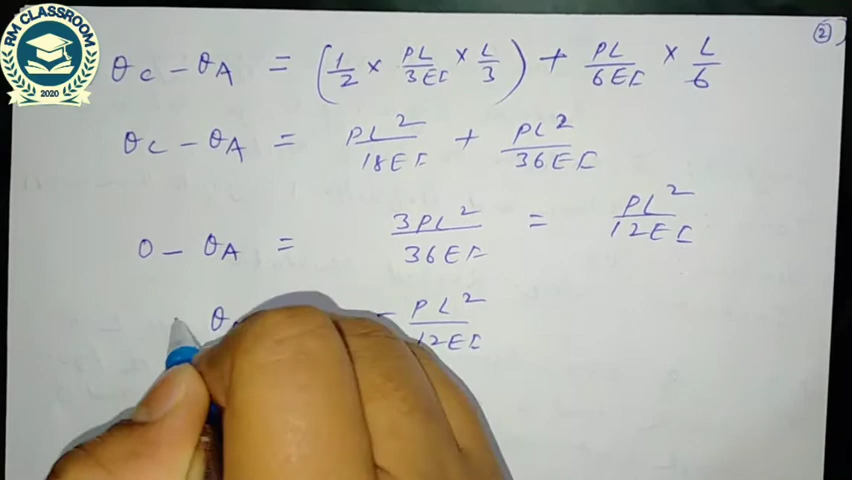 RM CLASSROOM
2020
②
θc − θA = (1/2 × PL/3EI × L/3) + PL/6EI × L/6
θc − θA = PL²/18EI + PL²/36EI
0 − θA = 3PL²/36EI = PL²/12EI
θ − PL²/12EI